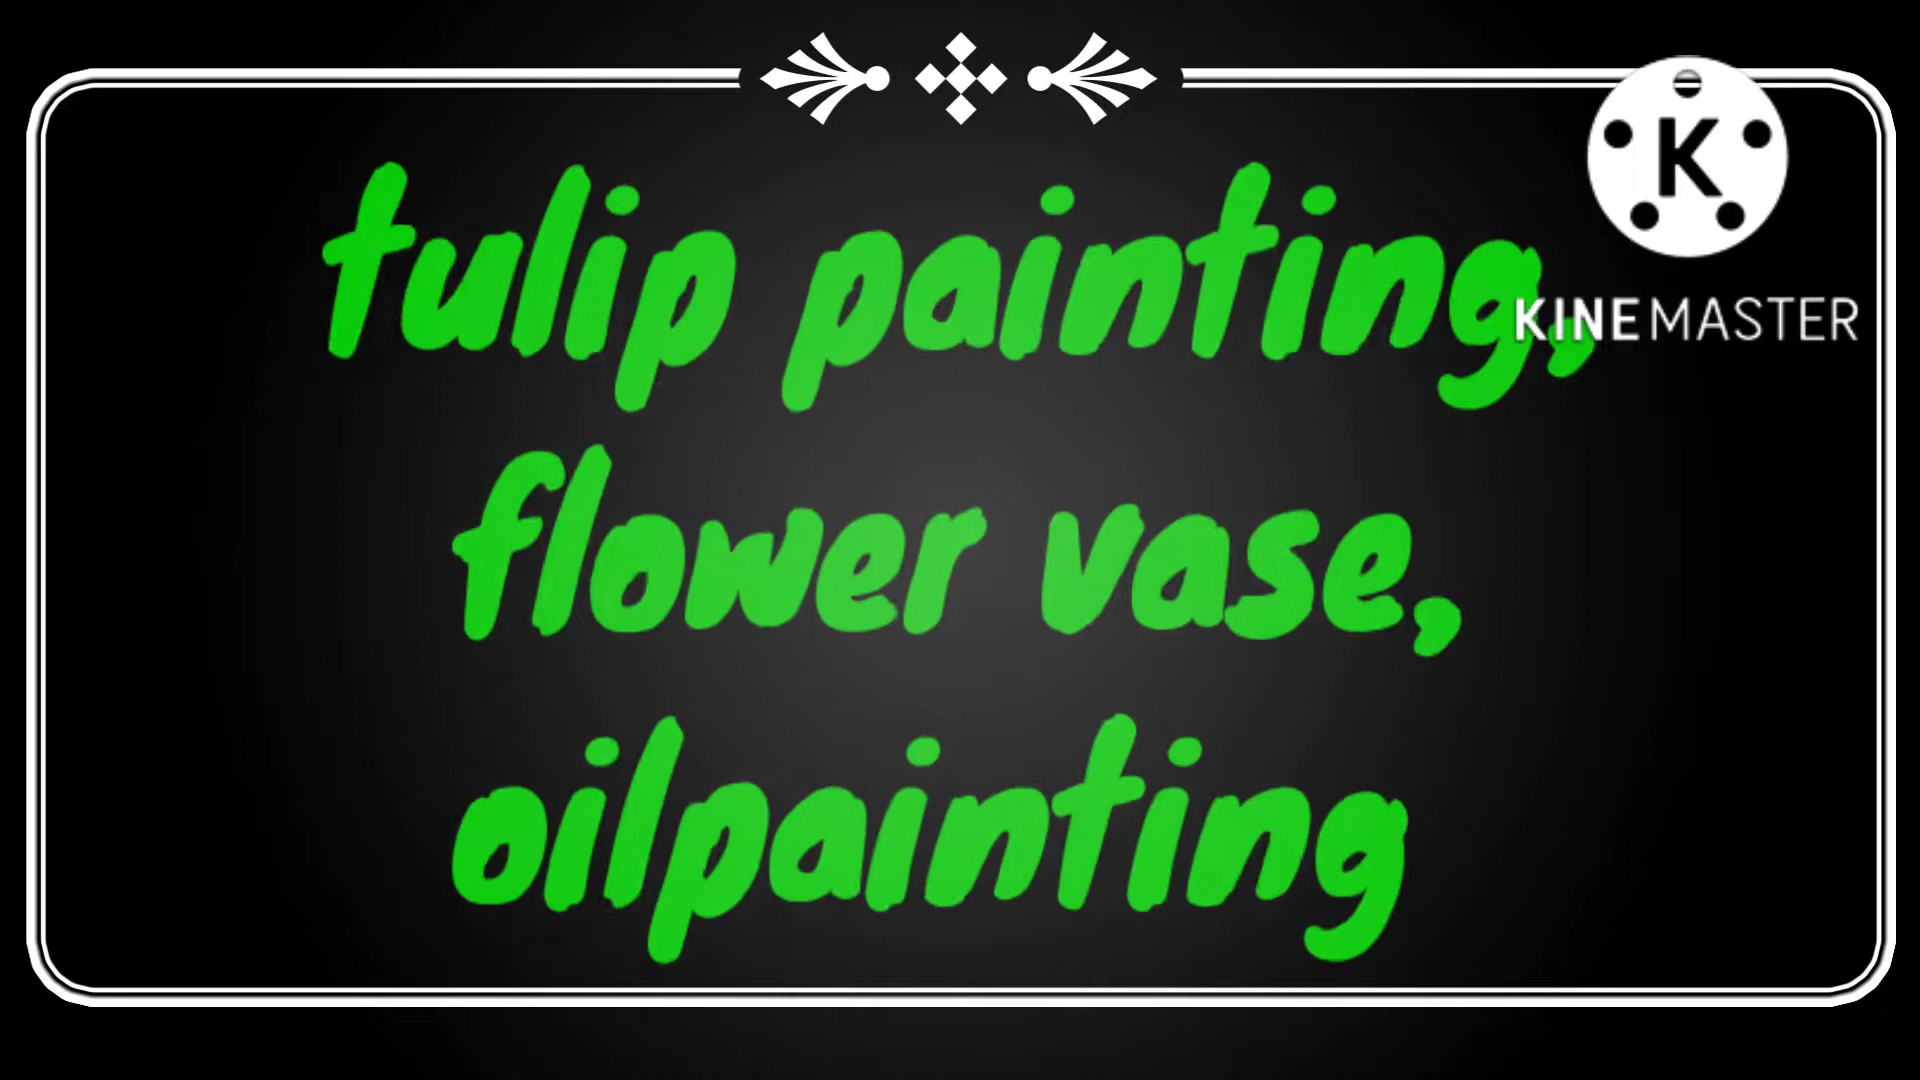 K
tulip painting,
KINEMASTER
flower vase,
oilpainting